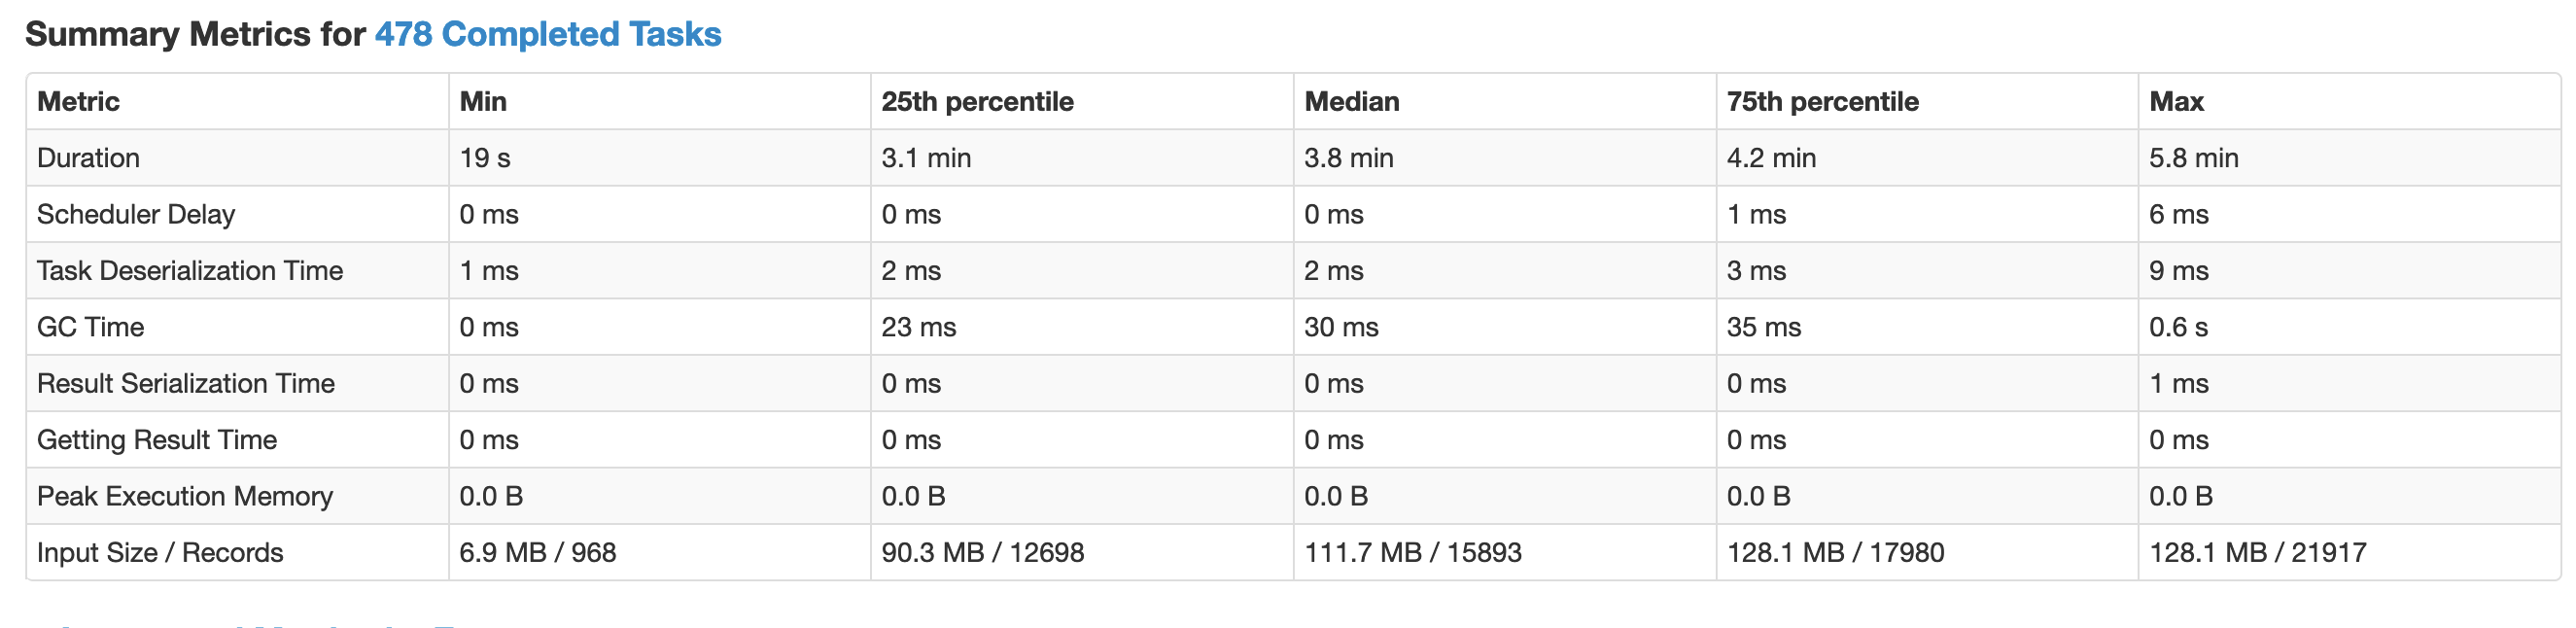 Summary Metrics for 478 Completed Tasks
Metric Min 25th percentile Median 75th percentile Max
Duration 19 s 3.1 min 3.8 min 4.2 min 5.8 min
Scheduler Delay 0 ms 0 ms 0 ms 1 ms 6 ms
Task Deserialization Time 1 ms 2 ms 2 ms 3 ms 9 ms
GC Time 0 ms 23 ms 30 ms 35 ms 0.6 s
Result Serialization Time 0 ms 0 ms 0 ms 0 ms 1 ms
Getting Result Time 0 ms 0 ms 0 ms 0 ms 0 ms
Peak Execution Memory 0.0 B 0.0 B 0.0 B 0.0 B 0.0 B
Input Size / Records 6.9 MB / 968 90.3 MB / 12698 111.7 MB / 15893 128.1 MB / 17980 128.1 MB / 21917